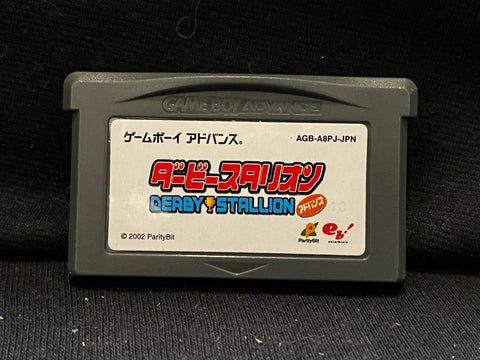 GAME BOY ADVANCE
ゲームボーイ アドバンス® AGB-A8PJ-JPN
ダービースタリオン
DERBY STALLION アドバンス
© 2002 ParityBit
ParityBit eb!
enterbrain